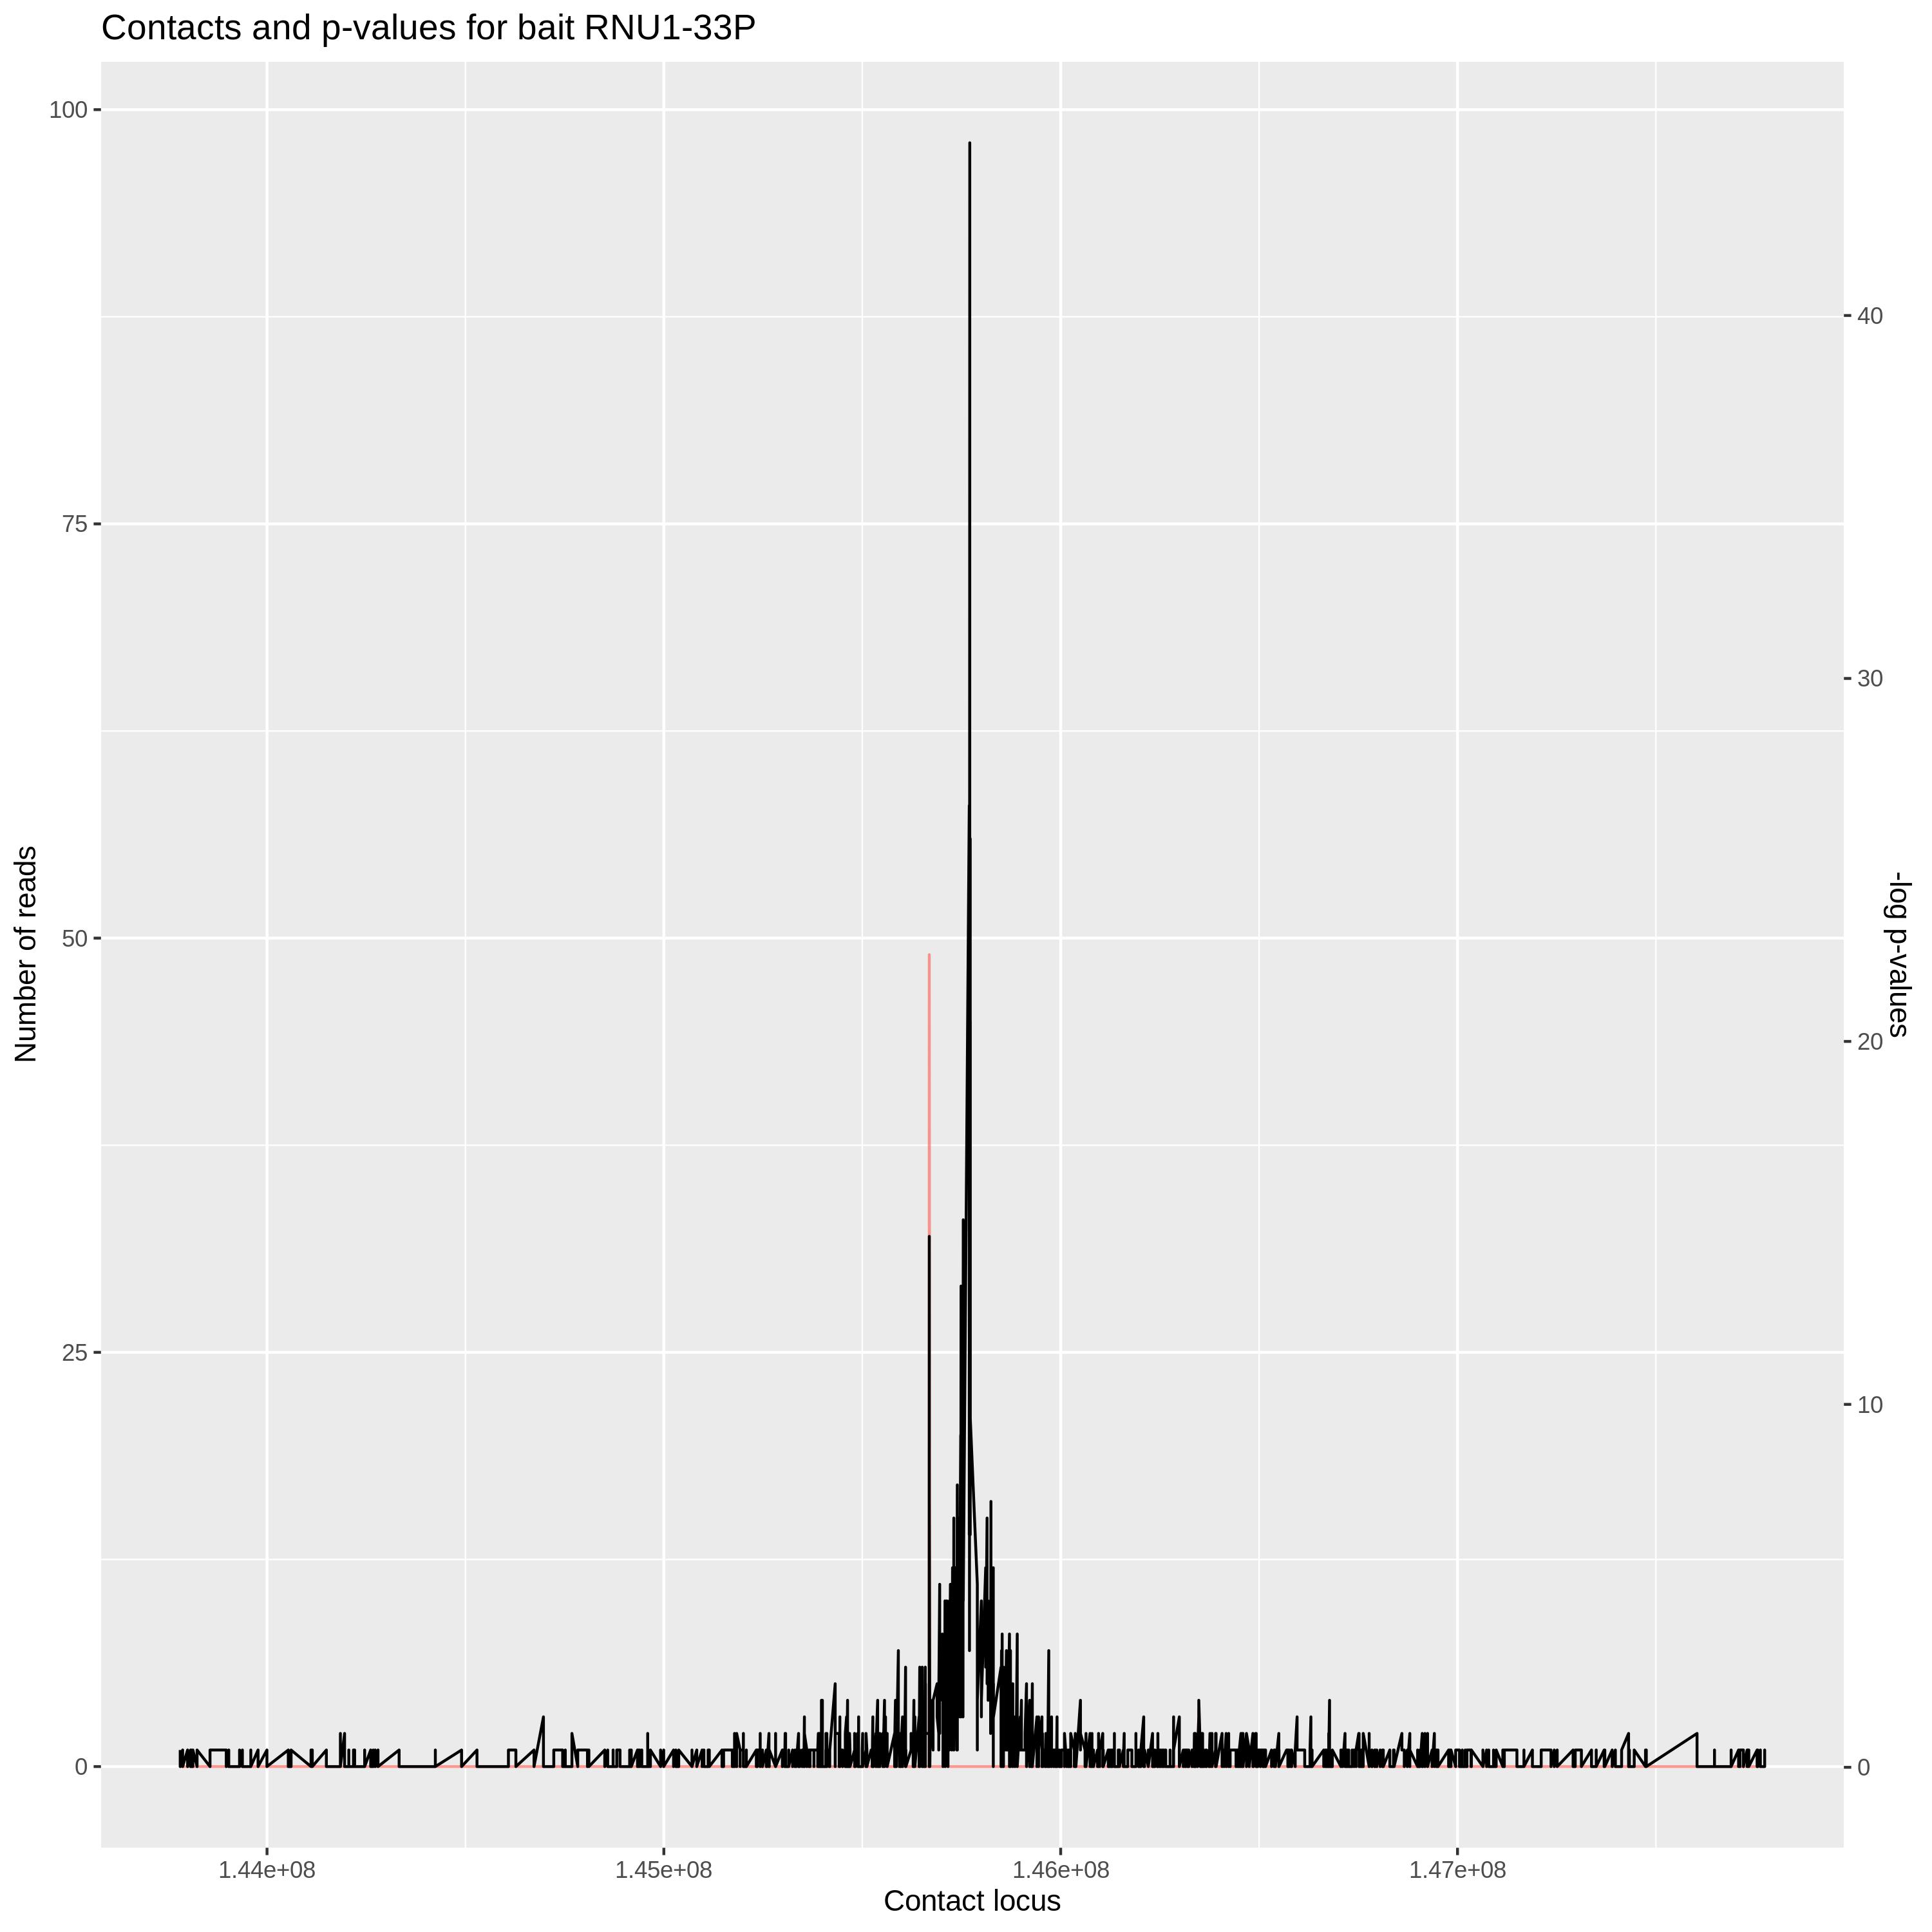 Contacts and p-values for bait RNU1-33P
100
75
50
25
0
Number of reads
40
30
20
10
0
-log p-values
1.44e+08
1.45e+08
1.46e+08
1.47e+08
Contact locus